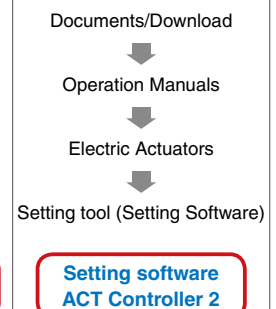 Documents/Download
Operation Manuals
Electric Actuators
Setting tool (Setting Software)
Setting software
ACT Controller 2